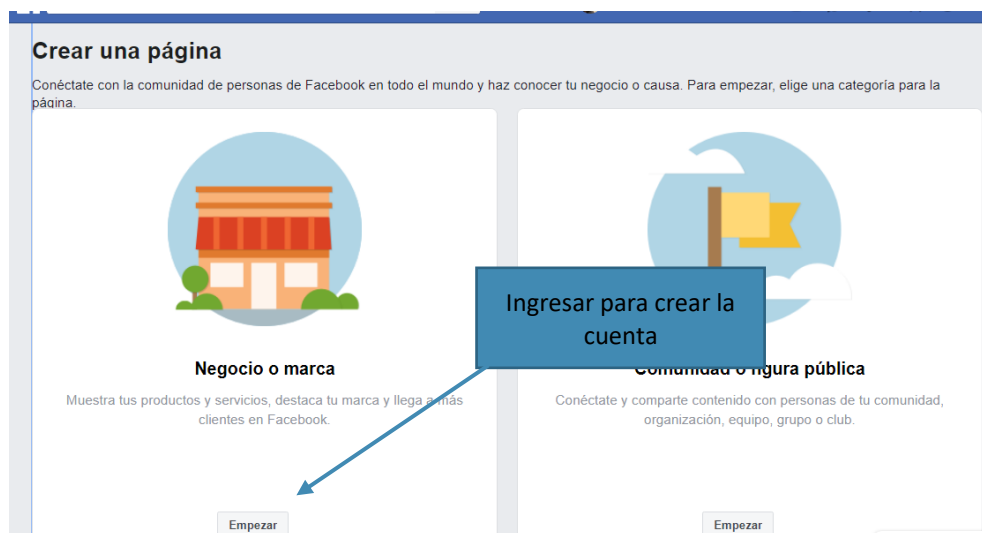 Crear una página
Conéctate con la comunidad de personas de Facebook en todo el mundo y haz conocer tu negocio o causa. Para empezar, elige una categoría para la
página.
Ingresar para crear la
cuenta
Negocio o marca
Muestra tus productos y servicios, destaca tu marca y llega a más
clientes en Facebook.
Empezar
Comunidad o figura pública
Conéctate y comparte contenido con personas de tu comunidad,
organización, equipo, grupo o club.
Empezar